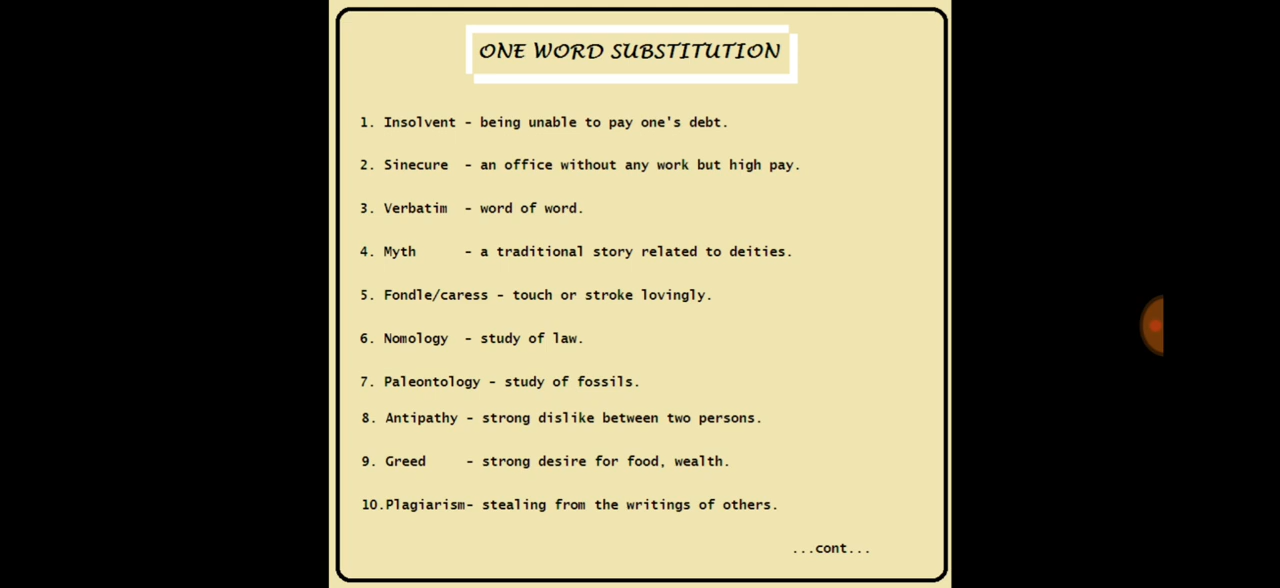 ONE WORD SUBSTITUTION
1. Insolvent - being unable to pay one's debt.
2. Sinecure - an office without any work but high pay.
3. Verbatim - word of word.
4. Myth - a traditional story related to deities.
5. Fondle/caress - touch or stroke lovingly.
6. Nomology - study of law.
7. Paleontology - study of fossils.
8. Antipathy - strong dislike between two persons.
9. Greed - strong desire for food, wealth.
10.Plagiarism- stealing from the writings of others.
...cont...